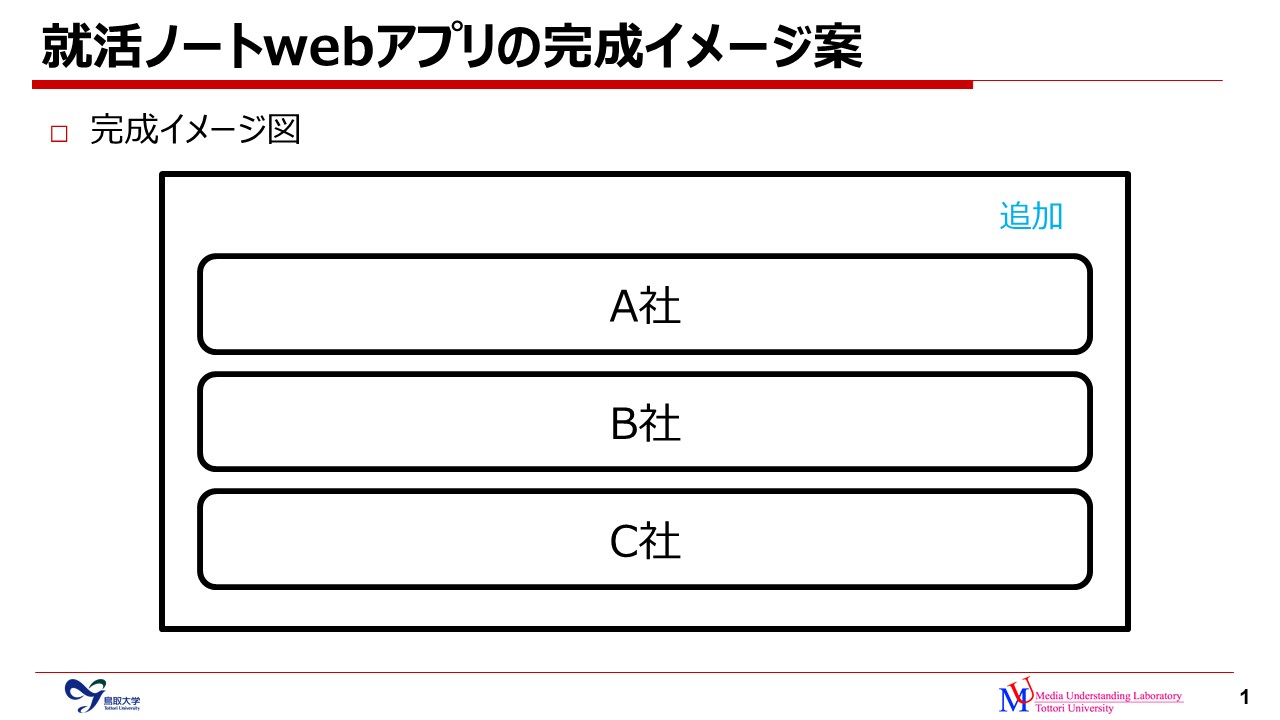 就活ノートwebアプリの完成イメージ案
完成イメージ図
追加
A社
B社
C社
鳥取大学
Tottori University
MU
Media Understanding Laboratory
Tottori University
1